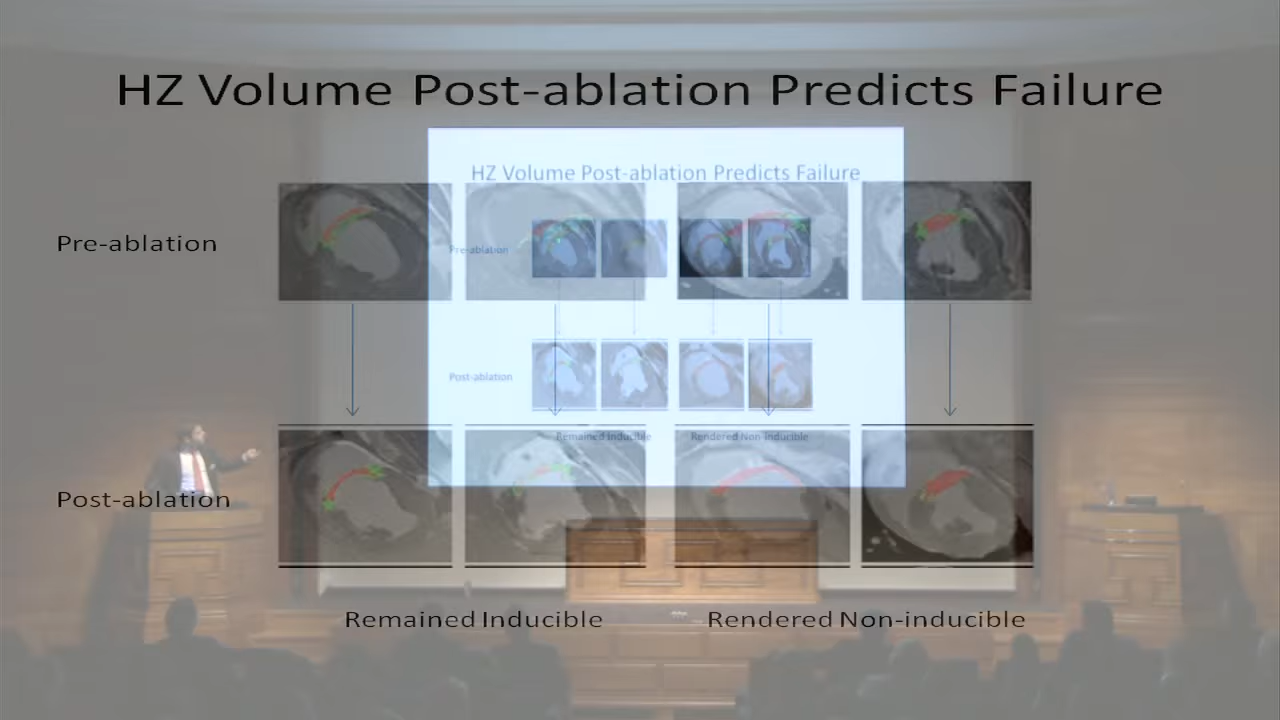 HZ Volume Post-ablation Predicts Failure
HZ Volume Post-ablation Predicts Failure
Pre-ablation
Pre-ablation
Post-ablation
Remained Inducible
Rendered Non-inducible
Post-ablation
Remained Inducible
Rendered Non-inducible